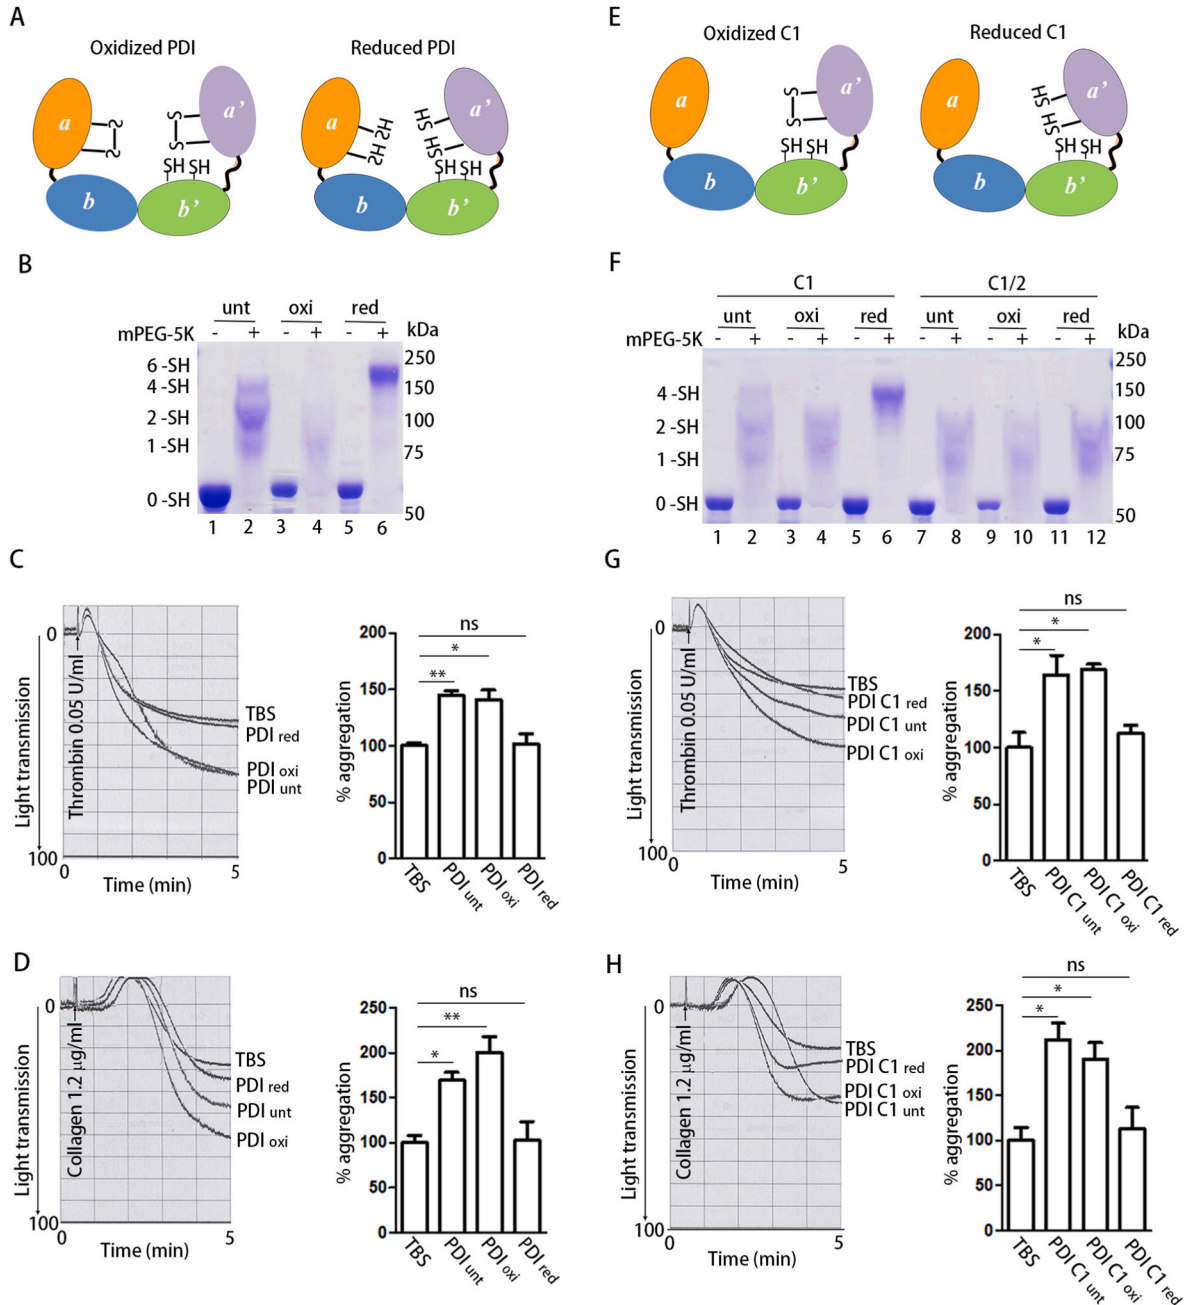 A
Oxidized PDI
Reduced PDI
a
S
S
S
S
a'
SH SH
b
b'
a
SH
SH
HS
HS
a'
SH SH
b
b'
B
unt oxi red
mPEG-5K - + - + - + kDa
6 -SH
4 -SH
2 -SH
1 -SH
0 -SH
250
150
100
75
50
1 2 3 4 5 6
C
0
100
Light transmission
Thrombin 0.05 U/ml
TBS
PDI red
PDI oxi
PDI unt
0 5
Time (min)
200
150
100
50
0
% aggregation
ns
*
**
TBS
PDI unt
PDI oxi
PDI red
D
0
100
Light transmission
Collagen 1.2 µg/ml
TBS
PDI red
PDI unt
PDI oxi
0 5
Time (min)
250
200
150
100
50
0
% aggregation
ns
**
*
TBS
PDI unt
PDI oxi
PDI red
E
Oxidized C1
Reduced C1
a
S
S
a'
SH SH
b
b'
a
HS
HS
a'
SH SH
b
b'
F
C1 C1/2
unt oxi red unt oxi red
mPEG-5K - + - + - + - + - + - + kDa
4 -SH
2 -SH
1 -SH
0 -SH
250
150
100
75
50
1 2 3 4 5 6 7 8 9 10 11 12
G
0
100
Light transmission
Thrombin 0.05 U/ml
TBS
PDI C1 red
PDI C1 unt
PDI C1 oxi
0 5
Time (min)
200
150
100
50
0
% aggregation
ns
*
*
TBS
PDI C1 unt
PDI C1 oxi
PDI C1 red
H
0
100
Light transmission
Collagen 1.2 µg/ml
TBS
PDI C1 red
PDI C1 oxi
PDI C1 unt
0 5
Time (min)
250
200
150
100
50
0
% aggregation
ns
*
*
TBS
PDI C1 unt
PDI C1 oxi
PDI C1 red